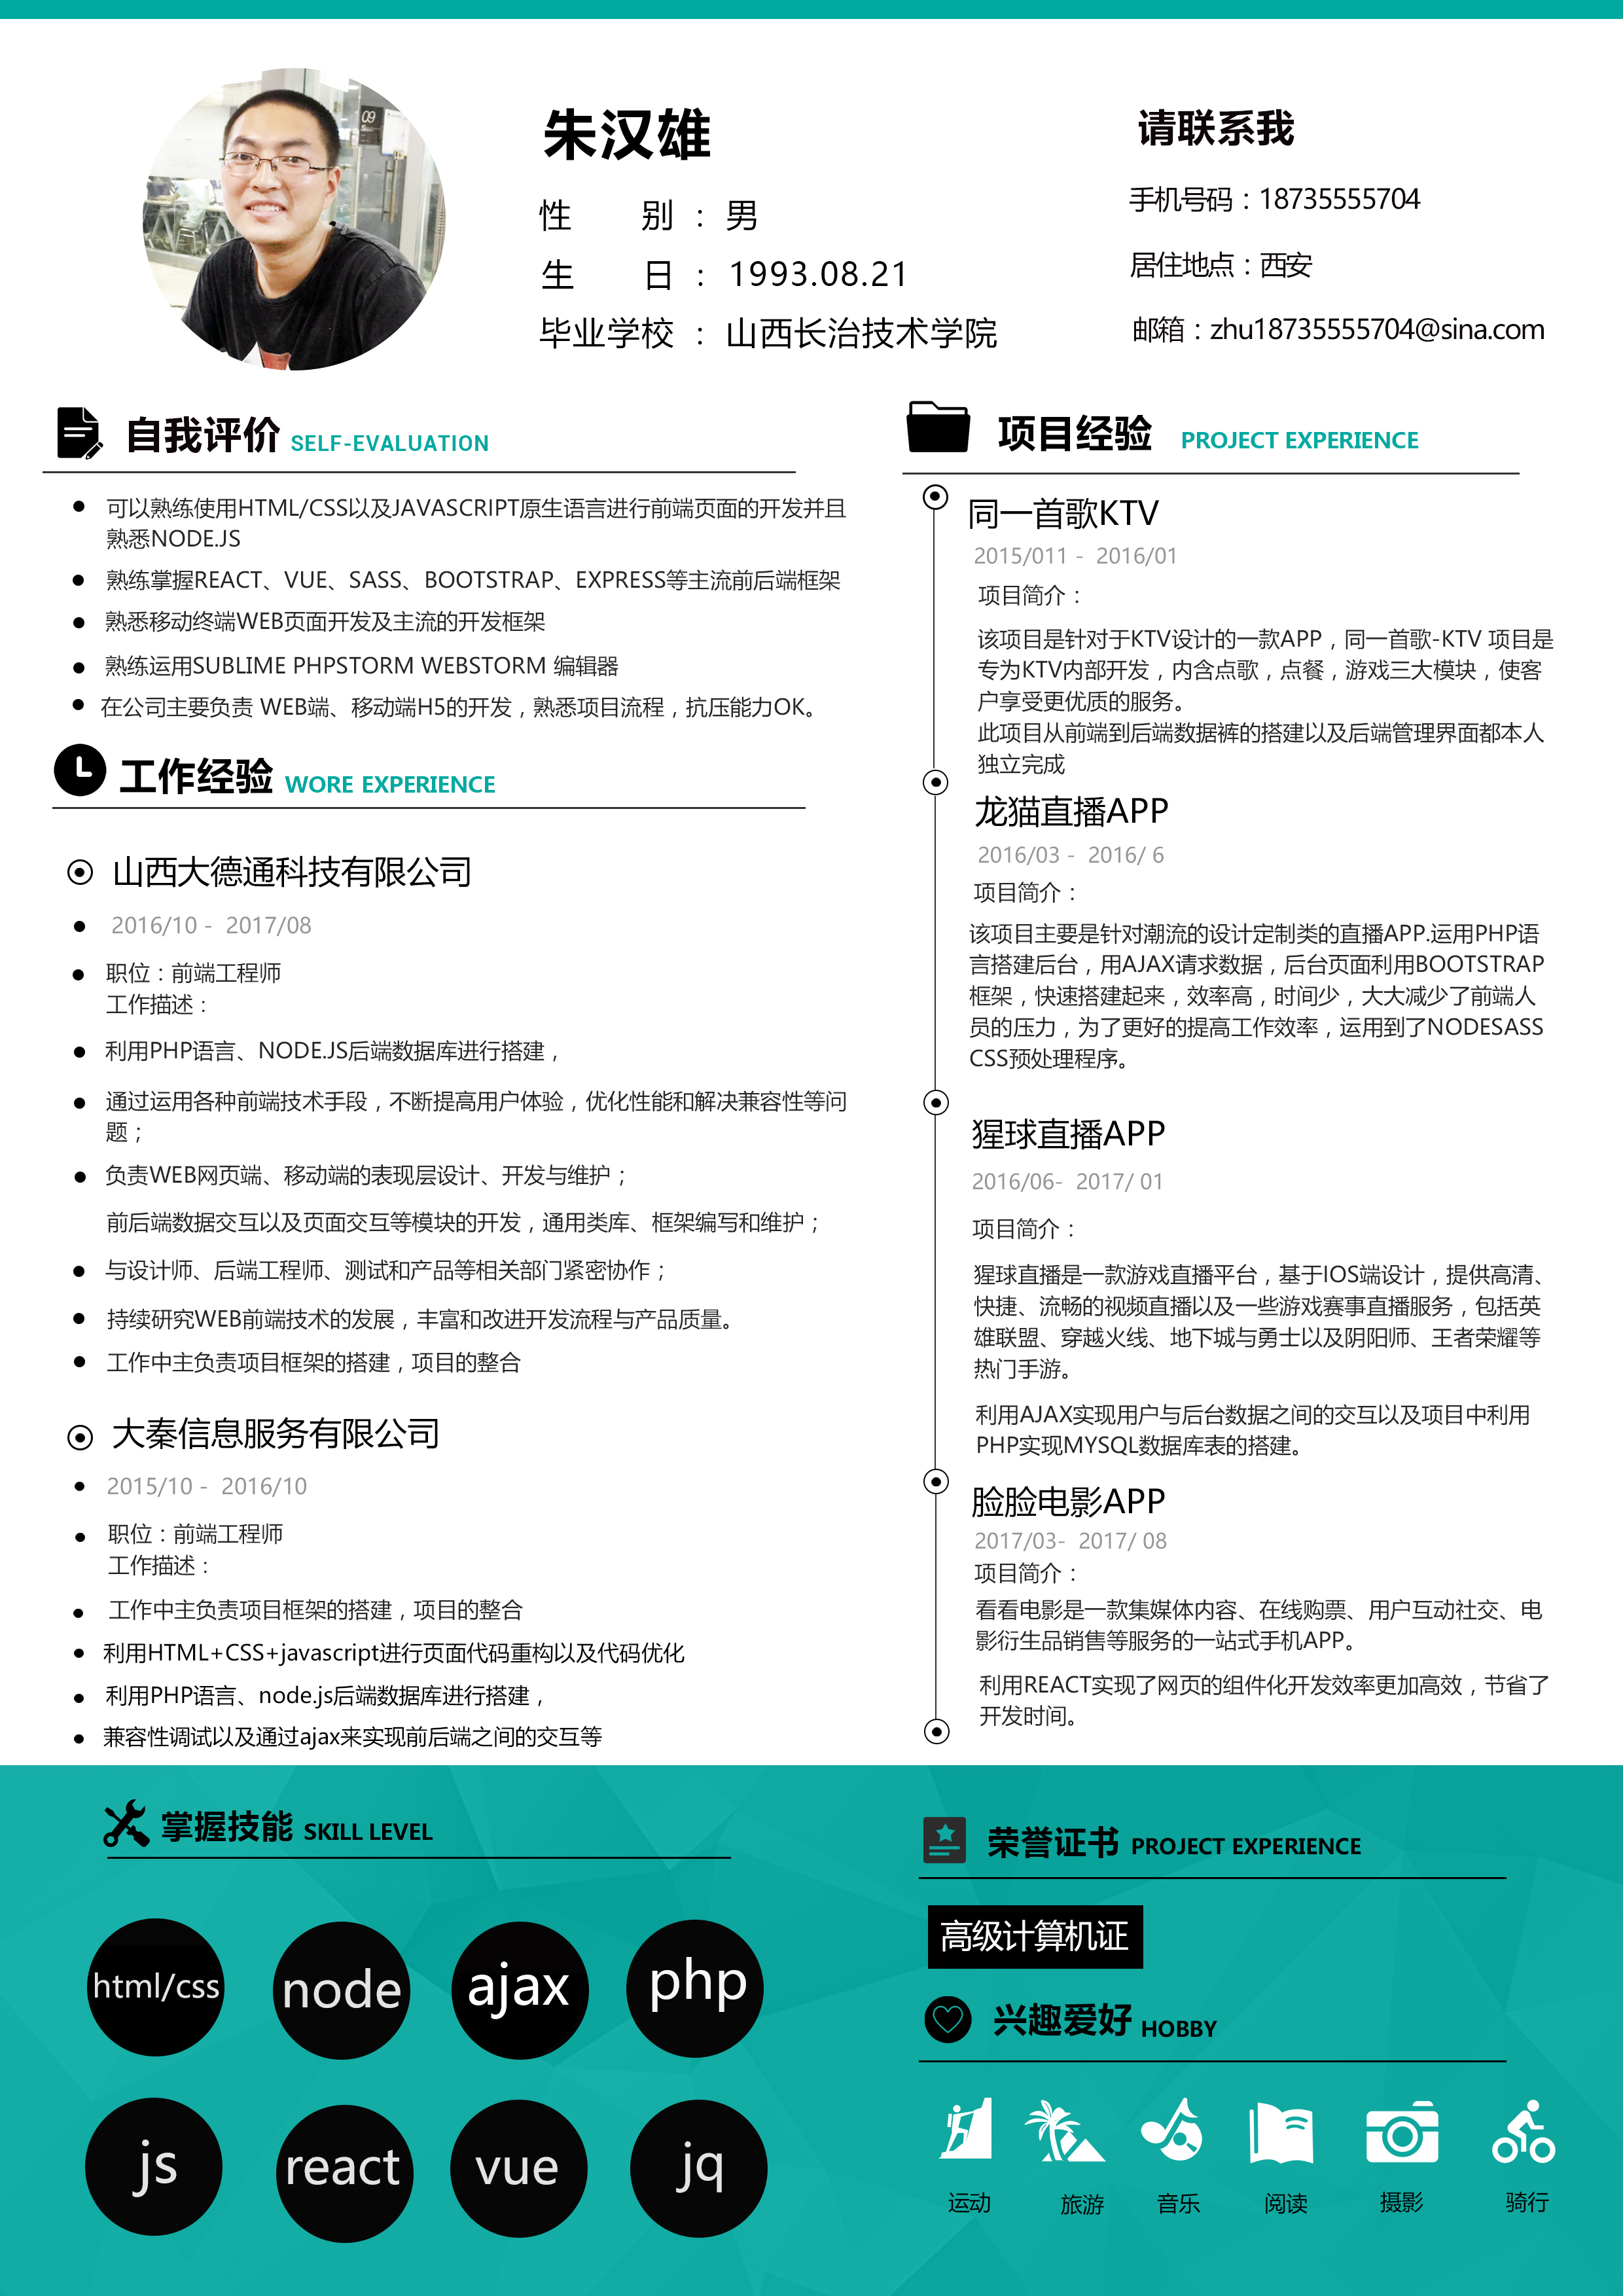 朱汉雄
性 别 : 男
生 日 : 1993.08.21
毕业学校 : 山西长治技术学院
请联系我
手机号码：18735555704
居住地点：西安
邮箱：zhu18735555704@sina.com
自我评价 SELF-EVALUATION
可以熟练使用HTML/CSS以及JAVASCRIPT原生语言进行前端页面的开发并且
熟悉NODE.JS
熟练掌握REACT、VUE、SASS、BOOTSTRAP、EXPRESS等主流前后端框架
熟悉移动终端WEB页面开发及主流的开发框架
熟练运用SUBLIME PHPSTORM WEBSTORM 编辑器
在公司主要负责 WEB端、移动端H5的开发，熟悉项目流程，抗压能力OK。
工作经验 WORE EXPERIENCE
山西大德通科技有限公司
2016/10 - 2017/08
职位：前端工程师
工作描述：
利用PHP语言、NODE.JS后端数据库进行搭建，
通过运用各种前端技术手段，不断提高用户体验，优化性能和解决兼容性等问
题；
负责WEB网页端、移动端的表现层设计、开发与维护；
前后端数据交互以及页面交互等模块的开发，通用类库、框架编写和维护；
与设计师、后端工程师、测试和产品等相关部门紧密协作；
持续研究WEB前端技术的发展，丰富和改进开发流程与产品质量。
工作中主负责项目框架的搭建，项目的整合
大秦信息服务有限公司
2015/10 - 2016/10
职位：前端工程师
工作描述：
工作中主负责项目框架的搭建，项目的整合
利用HTML+CSS+javascript进行页面代码重构以及代码优化
利用PHP语言、node.js后端数据库进行搭建，
兼容性调试以及通过ajax来实现前后端之间的交互等
项目经验 PROJECT EXPERIENCE
同一首歌KTV
2015/011 - 2016/01
项目简介：
该项目是针对于KTV设计的一款APP，同一首歌-KTV 项目是
专为KTV内部开发，内含点歌，点餐，游戏三大模块，使客
户享受更优质的服务。
此项目从前端到后端数据裤的搭建以及后端管理界面都本人
独立完成
龙猫直播APP
2016/03 - 2016/ 6
项目简介：
该项目主要是针对潮流的设计定制类的直播APP.运用PHP语
言搭建后台，用AJAX请求数据，后台页面利用BOOTSTRAP
框架，快速搭建起来，效率高，时间少，大大减少了前端人
员的压力，为了更好的提高工作效率，运用到了NODESASS
CSS预处理程序。
猩球直播APP
2016/06- 2017/ 01
项目简介：
猩球直播是一款游戏直播平台，基于IOS端设计，提供高清、
快捷、流畅的视频直播以及一些游戏赛事直播服务，包括英
雄联盟、穿越火线、地下城与勇士以及阴阳师、王者荣耀等
热门手游。
利用AJAX实现用户与后台数据之间的交互以及项目中利用
PHP实现MYSQL数据库表的搭建。
脸脸电影APP
2017/03- 2017/ 08
项目简介：
看看电影是一款集媒体内容、在线购票、用户互动社交、电
影衍生品销售等服务的一站式手机APP。
利用REACT实现了网页的组件化开发效率更加高效，节省了
开发时间。
掌握技能 SKILL LEVEL
html/css node ajax php
js react vue jq
荣誉证书 PROJECT EXPERIENCE
高级计算机证
兴趣爱好 HOBBY
运动 旅游 音乐 阅读 摄影 骑行